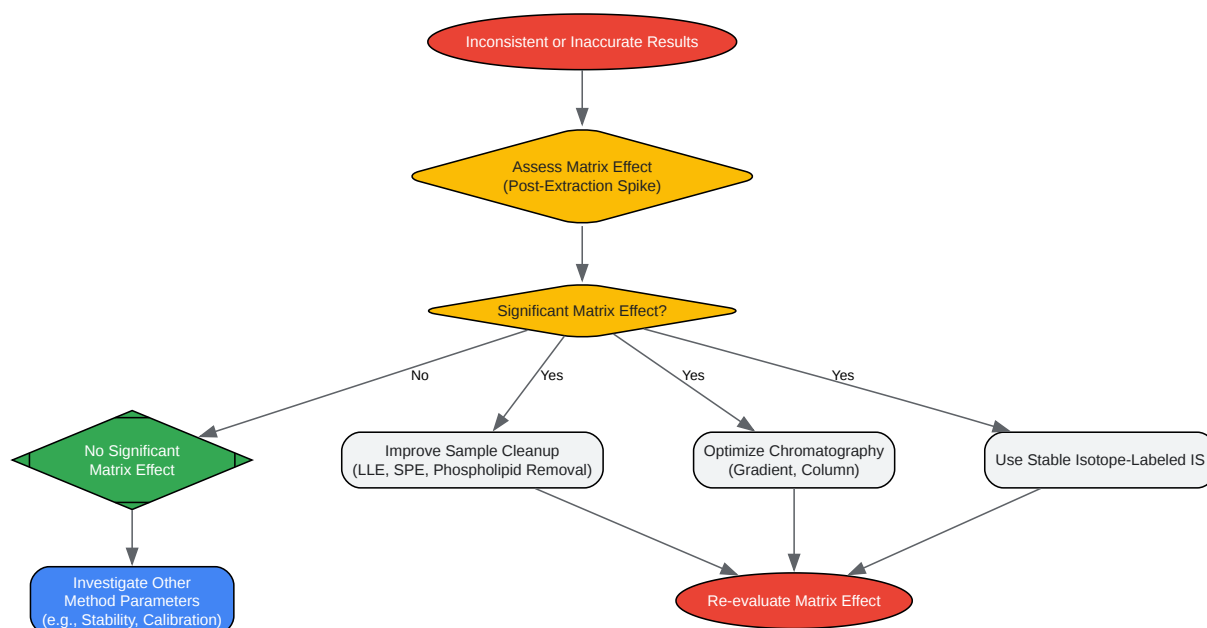 Inconsistent or Inaccurate Results
Assess Matrix Effect
(Post-Extraction Spike)
Significant Matrix Effect?
No
Yes
Yes
Yes
No Significant
Matrix Effect
Improve Sample Cleanup
(LLE, SPE, Phospholipid Removal)
Optimize Chromatography
(Gradient, Column)
Use Stable Isotope-Labeled IS
Investigate Other
Method Parameters
(e.g., Stability, Calibration)
Re-evaluate Matrix Effect